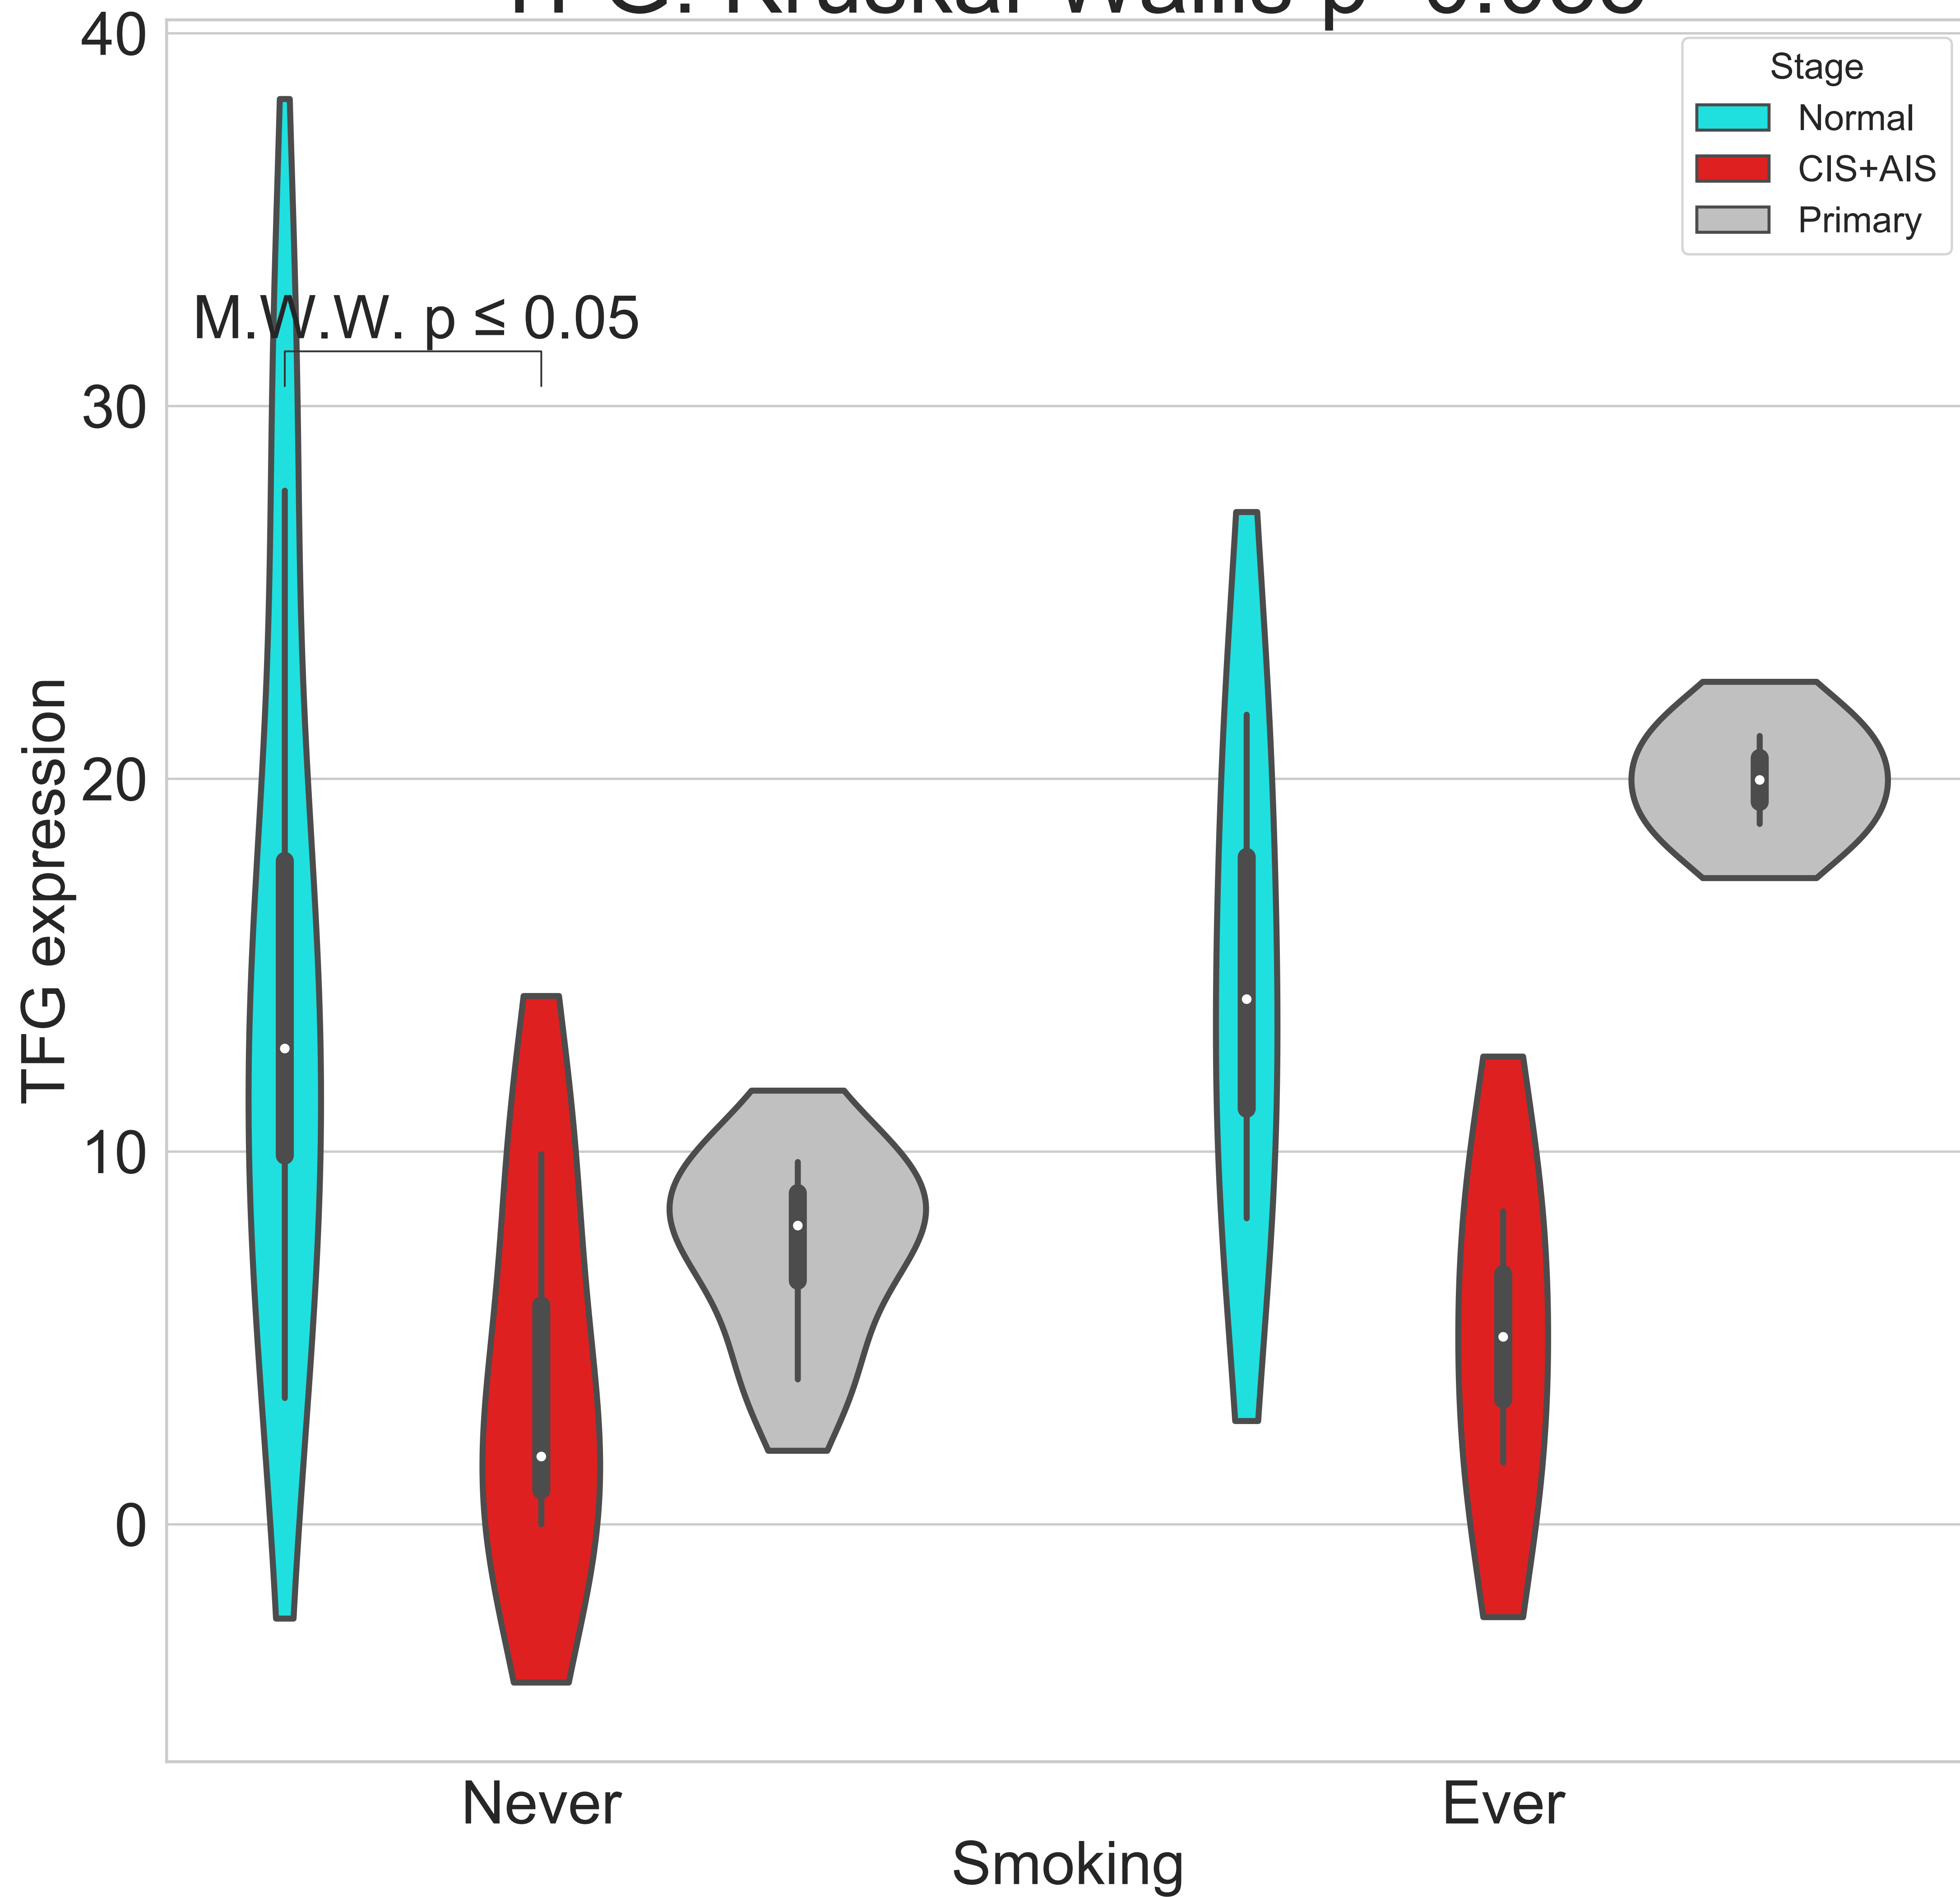 40
Stage
Normal
CIS+AIS
Primary
M.W.W. p ≤ 0.05
30
20
10
0
TFG expression
Never
Ever
Smoking